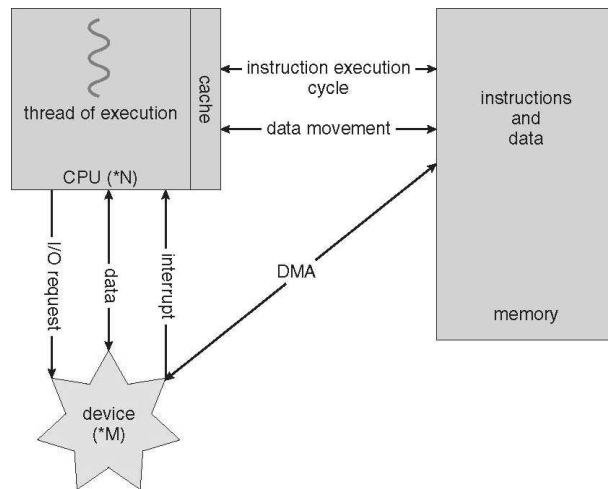 thread of execution
cache
CPU (*N)
instruction execution
cycle
data movement
instructions
and
data
memory
I/O request
data
interrupt
DMA
device
(*M)